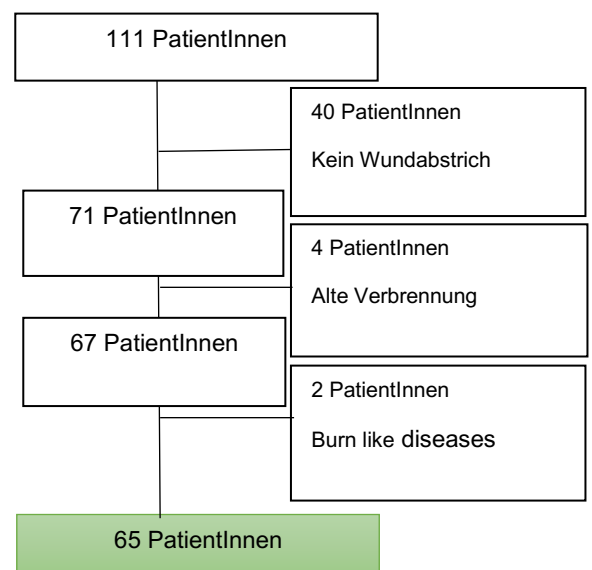 111 PatientInnen
40 PatientInnen
Kein Wundabstrich
71 PatientInnen
4 PatientInnen
Alte Verbrennung
67 PatientInnen
2 PatientInnen
Burn like diseases
65 PatientInnen